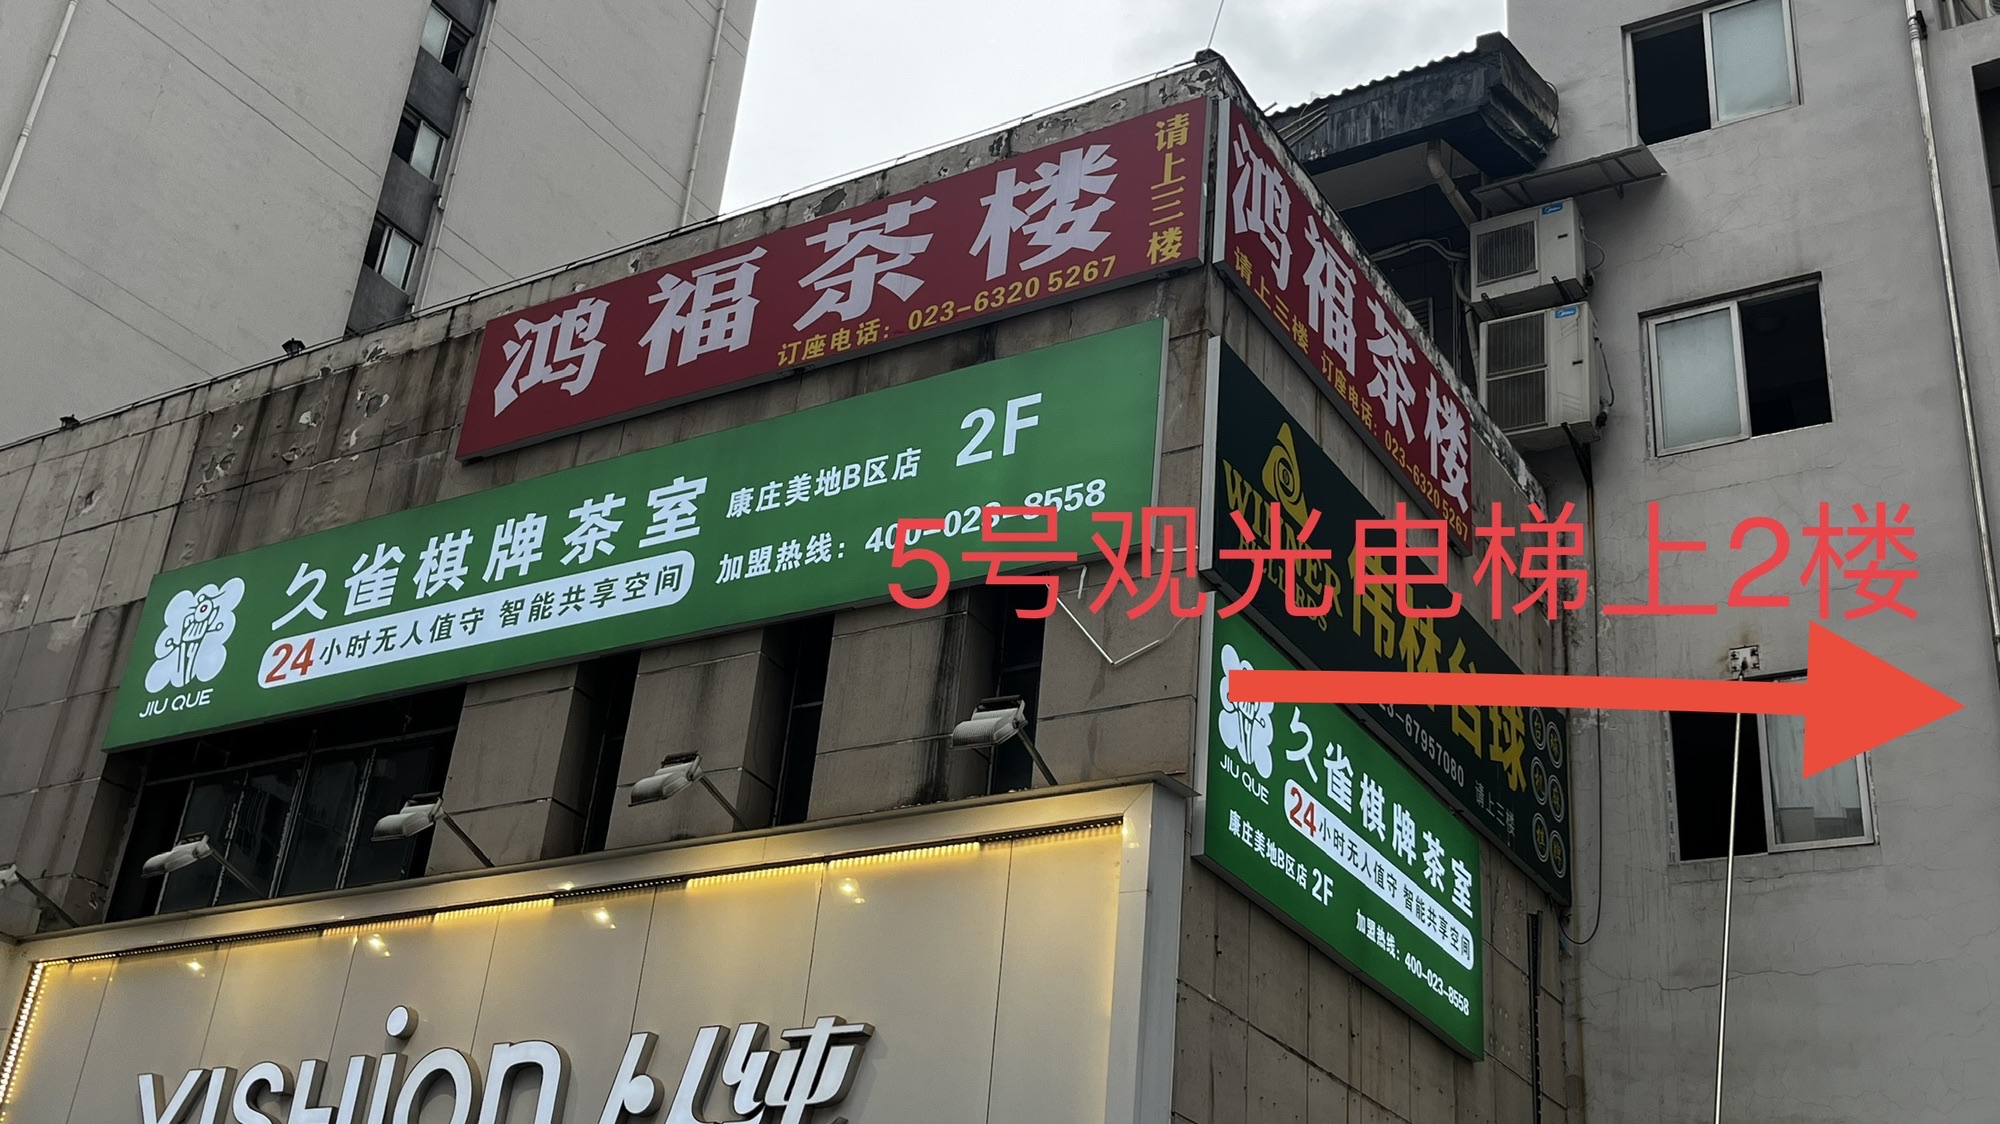 鸿福茶楼
请上三楼
订座电话：023-6320 5267
久雀棋牌茶室
康庄美地B区店 2F
24小时无人值守 智能共享空间
加盟热线：400-023-8558
JIU QUE
鸿福茶楼
请上三楼 订座电话：023-6320 5267
5号观光电梯上2楼
WINNER
BILLIARDS
伟林台球
023-67957080 请上三楼
久雀棋牌茶室
24小时无人值守 智能共享空间
康庄美地B区店 2F
加盟热线：400-023-8558
JIU QUE
YISHION 以纯